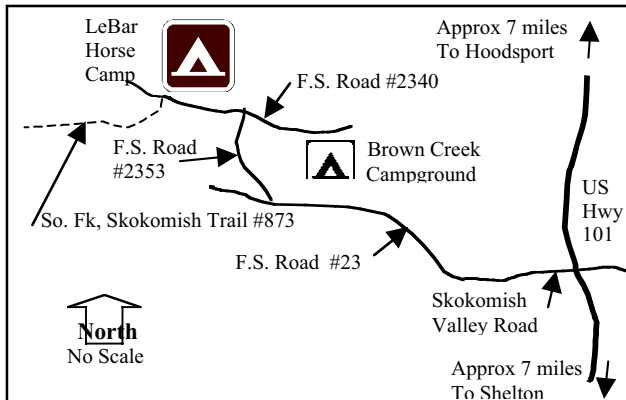 LeBar
Horse
Camp
Approx 7 miles
To Hoodsport
F.S. Road #2340
F.S. Road
#2353
Brown Creek
Campground
US
Hwy
101
So. Fk, Skokomish Trail #873
F.S. Road #23
Skokomish
Valley Road
North
No Scale
Approx 7 miles
To Shelton